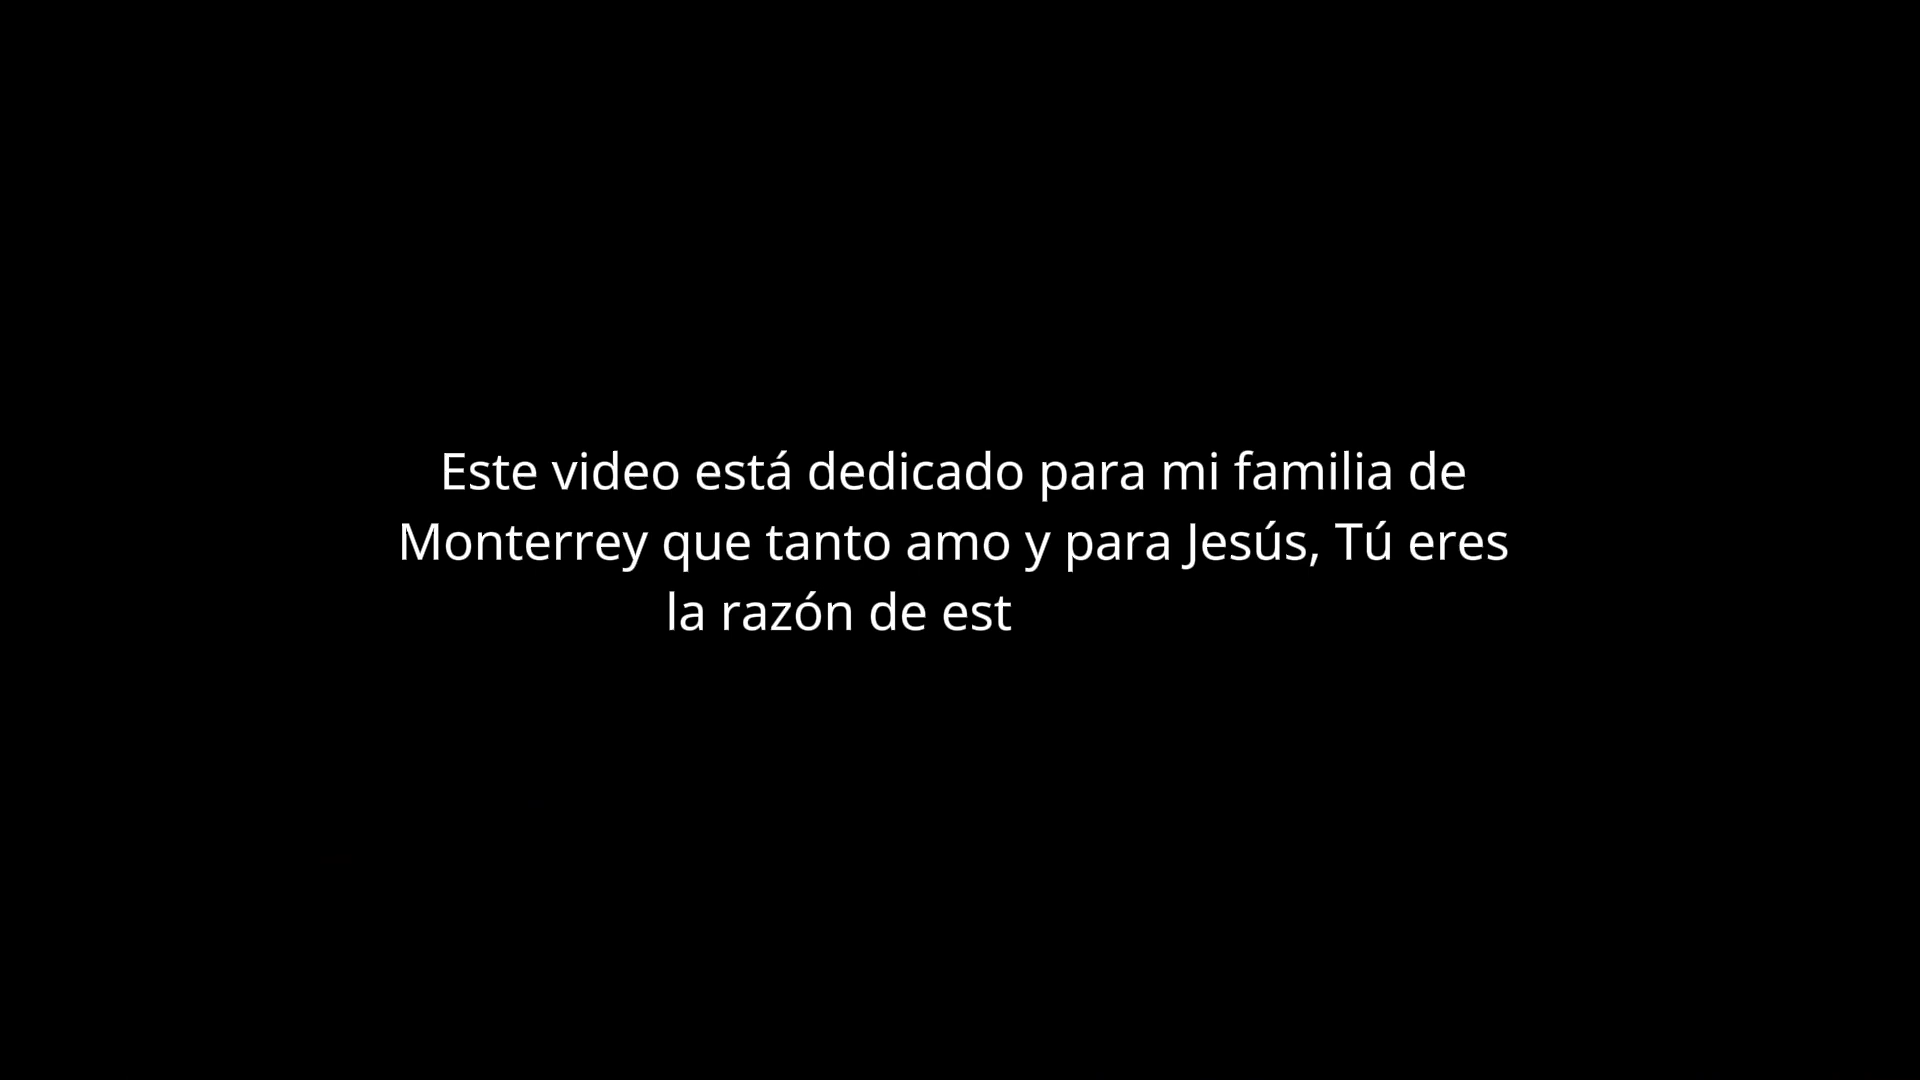 Este video está dedicado para mi familia de
Monterrey que tanto amo y para Jesús, Tú eres
la razón de est